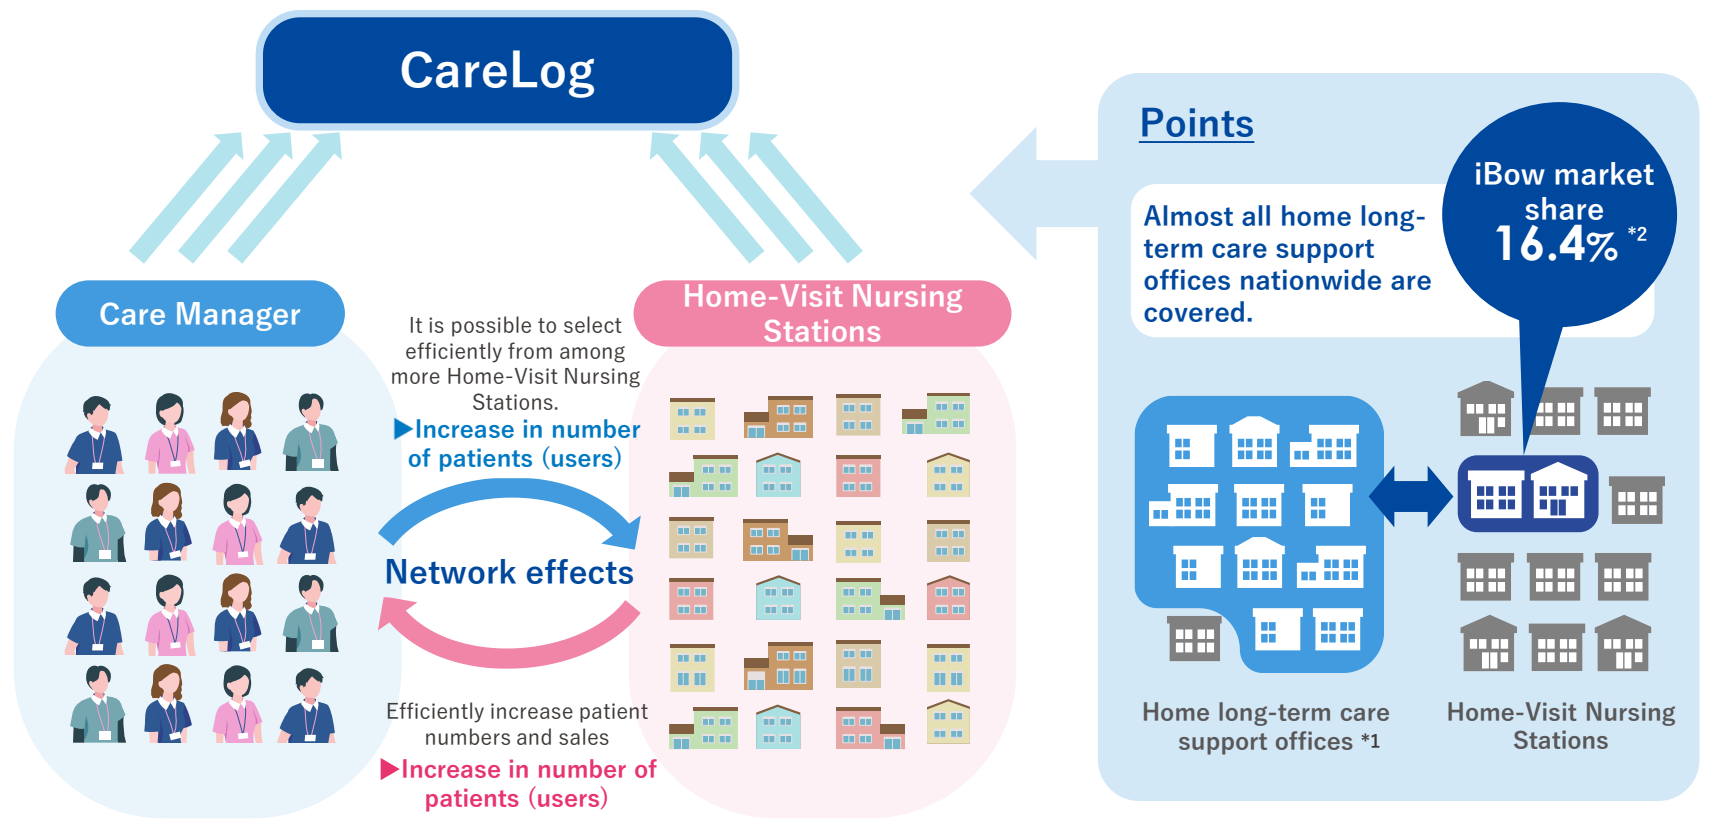 CareLog
Care Manager
It is possible to select
efficiently from among
more Home-Visit Nursing
Stations.
▶Increase in number
of patients (users)
Network effects
Efficiently increase patient
numbers and sales
▶Increase in number of
patients (users)
Home-Visit Nursing
Stations
Points
Almost all home long-
term care support
offices nationwide are
covered.
iBow market
share
16.4% *2
Home long-term care
support offices *1
Home-Visit Nursing
Stations